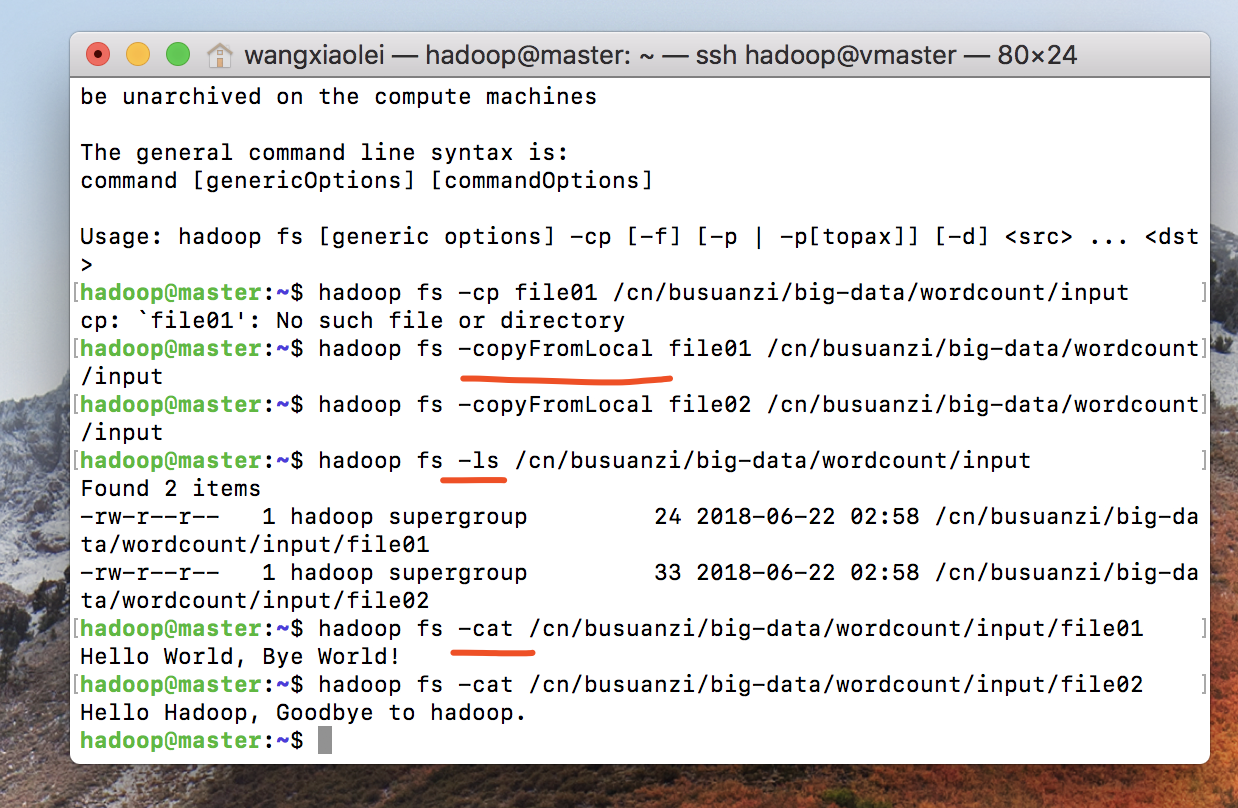 wangxiaolei — hadoop@master: ~ — ssh hadoop@vmaster — 80×24
be unarchived on the compute machines
The general command line syntax is:
command [genericOptions] [commandOptions]
Usage: hadoop fs [generic options] -cp [-f] [-p | -p[topax]] [-d] <src> ... <dst
>
[hadoop@master:~$ hadoop fs -cp file01 /cn/busuanzi/big-data/wordcount/input ]
cp: `file01': No such file or directory
[hadoop@master:~$ hadoop fs -copyFromLocal file01 /cn/busuanzi/big-data/wordcount]
/input
[hadoop@master:~$ hadoop fs -copyFromLocal file02 /cn/busuanzi/big-data/wordcount]
/input
[hadoop@master:~$ hadoop fs -ls /cn/busuanzi/big-data/wordcount/input ]
Found 2 items
-rw-r--r--   1 hadoop supergroup         24 2018-06-22 02:58 /cn/busuanzi/big-da
ta/wordcount/input/file01
-rw-r--r--   1 hadoop supergroup         33 2018-06-22 02:58 /cn/busuanzi/big-da
ta/wordcount/input/file02
[hadoop@master:~$ hadoop fs -cat /cn/busuanzi/big-data/wordcount/input/file01 ]
Hello World, Bye World!
[hadoop@master:~$ hadoop fs -cat /cn/busuanzi/big-data/wordcount/input/file02 ]
Hello Hadoop, Goodbye to hadoop.
hadoop@master:~$